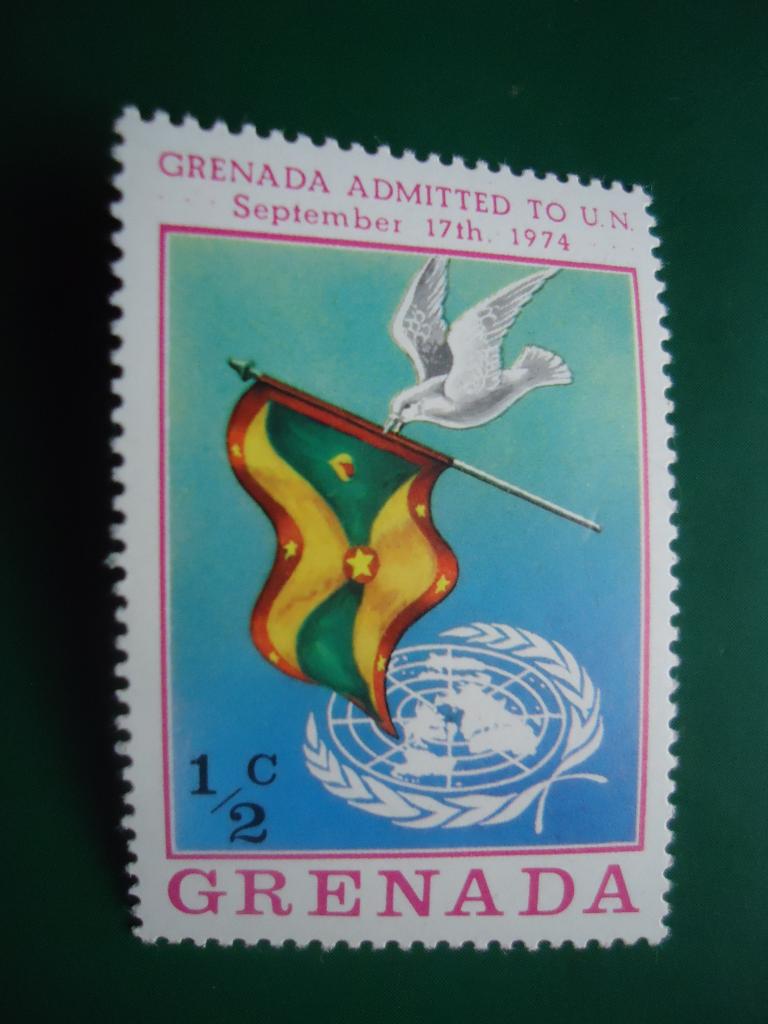 GRENADA ADMITTED TO U.N.
September 17th. 1974
1/2 C
GRENADA